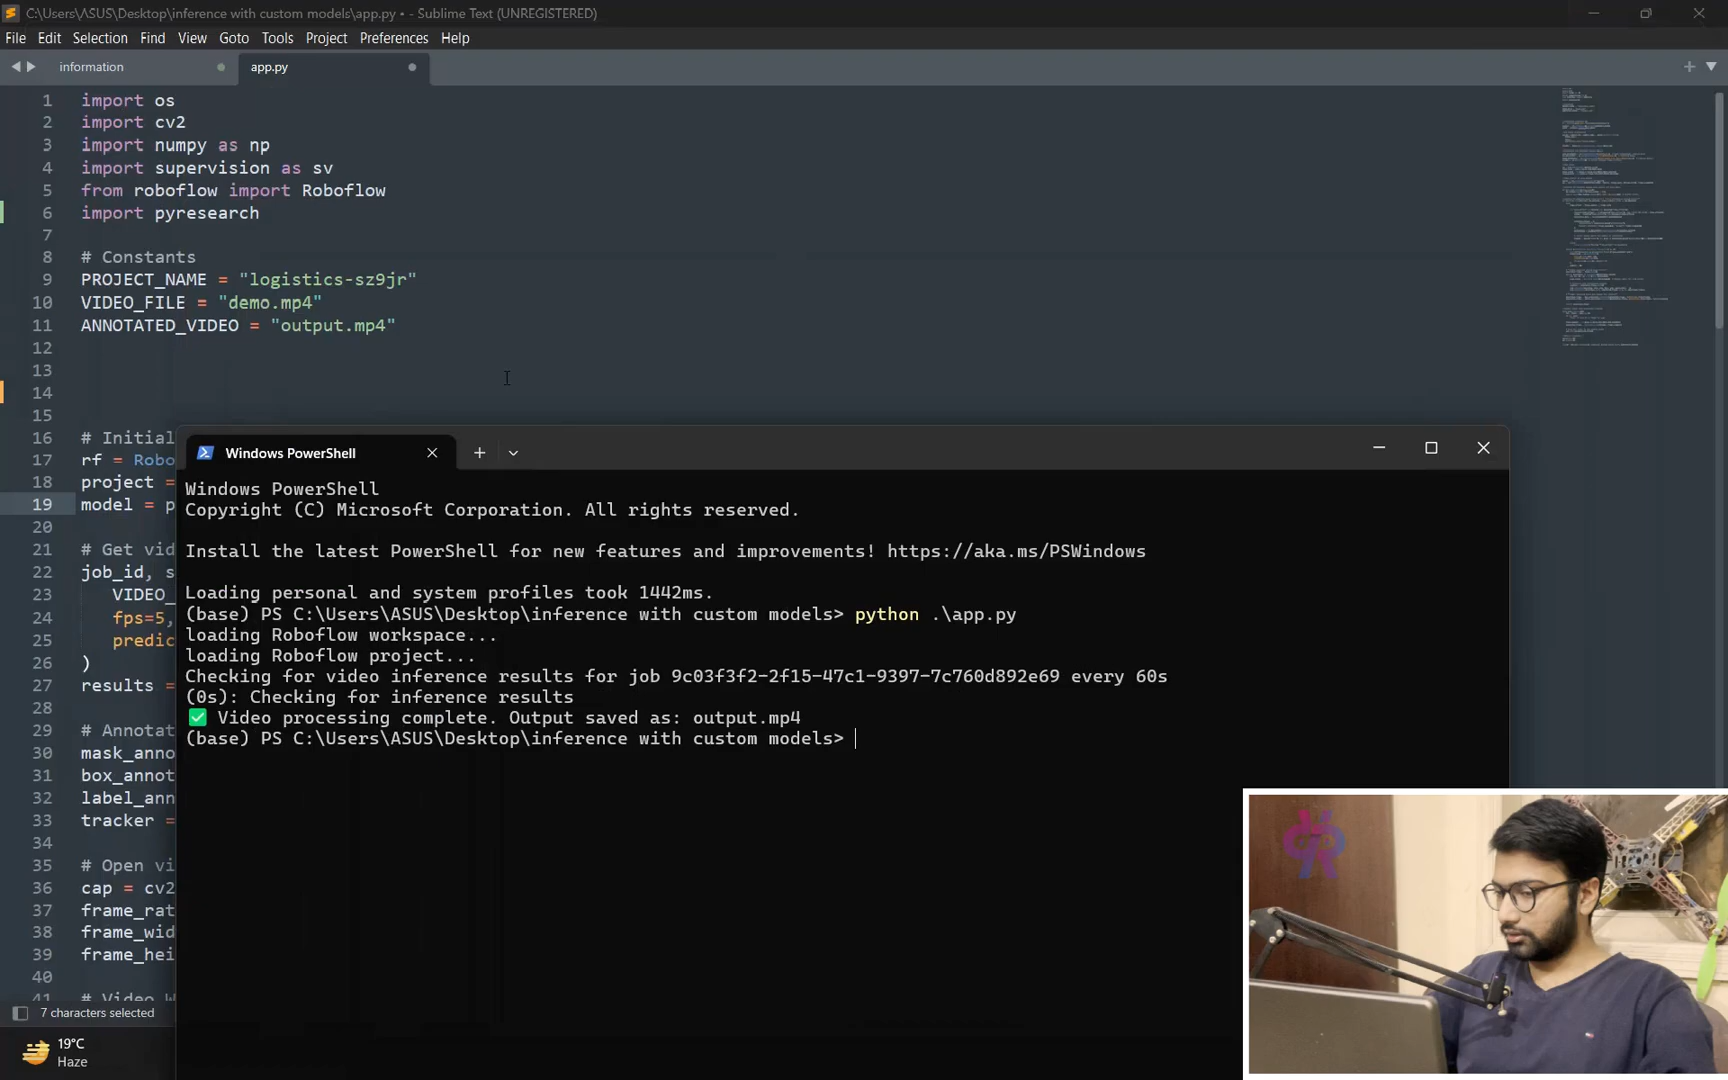 C:\Users\ASUS\Desktop\inference with custom models\app.py • - Sublime Text (UNREGISTERED)
File Edit Selection Find View Goto Tools Project Preferences Help
information app.py
1 import os
2 import cv2
3 import numpy as np
4 import supervision as sv
5 from roboflow import Roboflow
6 import pyresearch
7
8 # Constants
9 PROJECT_NAME = "logistics-sz9jr"
10 VIDEO_FILE = "demo.mp4"
11 ANNOTATED_VIDEO = "output.mp4"
12
13
14
15
16 # Initial
17 rf = Robo
18 project =
19 model = p
20
21 # Get vid
22 job_id, s
23 VIDEO_
24 fps=5,
25 predic
26 )
27 results =
28
29 # Annotat
30 mask_anno
31 box_annot
32 label_ann
33 tracker =
34
35 # Open vi
36 cap = cv2
37 frame_rat
38 frame_wid
39 frame_hei
40
41 # Video W
7 characters selected
19°C
Haze
Windows PowerShell
Windows PowerShell
Copyright (C) Microsoft Corporation. All rights reserved.
Install the latest PowerShell for new features and improvements! https://aka.ms/PSWindows
Loading personal and system profiles took 1442ms.
(base) PS C:\Users\ASUS\Desktop\inference with custom models> python .\app.py
loading Roboflow workspace...
loading Roboflow project...
Checking for video inference results for job 9c03f3f2-2f15-47c1-9397-7c760d892e69 every 60s
(0s): Checking for inference results
✅ Video processing complete. Output saved as: output.mp4
(base) PS C:\Users\ASUS\Desktop\inference with custom models>